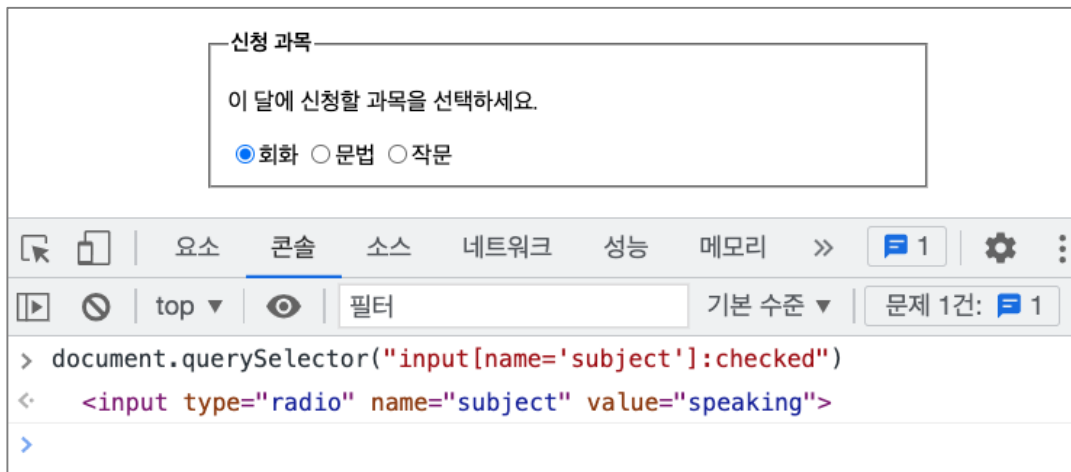 신청 과목
이 달에 신청할 과목을 선택하세요.
회화 문법 작문
요소 콘솔 소스 네트워크 성능 메모리 » 1
top ▼ 필터 기본 수준 ▼ 문제 1건: 1
> document.querySelector("input[name='subject']:checked")
<input type="radio" name="subject" value="speaking">
>